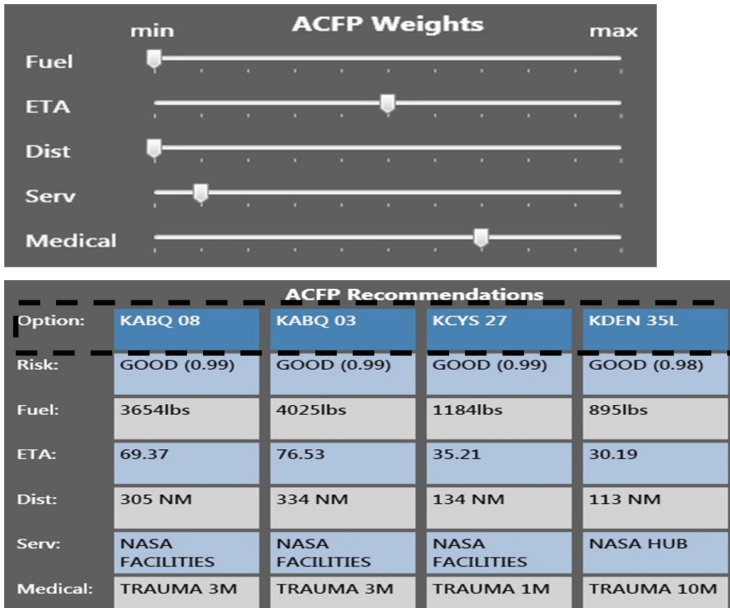 ACFP Weights
min max
Fuel
ETA
Dist
Serv
Medical
ACFP Recommendations
Option: KABQ 08 KABQ 03 KCYS 27 KDEN 35L
Risk: GOOD (0.99) GOOD (0.99) GOOD (0.99) GOOD (0.98)
Fuel: 3654lbs 4025lbs 1184lbs 895lbs
ETA: 69.37 76.53 35.21 30.19
Dist: 305 NM 334 NM 134 NM 113 NM
Serv: NASA FACILITIES NASA FACILITIES NASA FACILITIES NASA HUB
Medical: TRAUMA 3M TRAUMA 3M TRAUMA 1M TRAUMA 10M